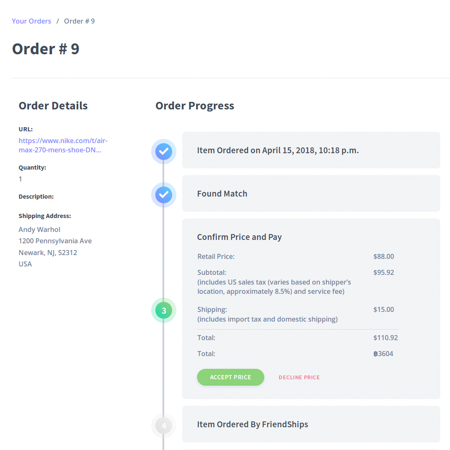 Your Orders / Order # 9
Order # 9
Order Details
URL:
https://www.nike.com/t/air-
max-270-mens-shoe-DN...
Quantity:
1
Description:
Shipping Address:
Andy Warhol
1200 Pennsylvania Ave
Newark, NJ, 52312
USA
Order Progress
Item Ordered on April 15, 2018, 10:18 p.m.
Found Match
3
Confirm Price and Pay
Retail Price: $88.00
Subtotal: $95.92
(includes US sales tax (varies based on shipper's
location, approximately 8.5%) and service fee)
Shipping: $15.00
(includes import tax and domestic shipping)
Total: $110.92
Total: ฿3604
ACCEPT PRICE DECLINE PRICE
4
Item Ordered By FriendShips